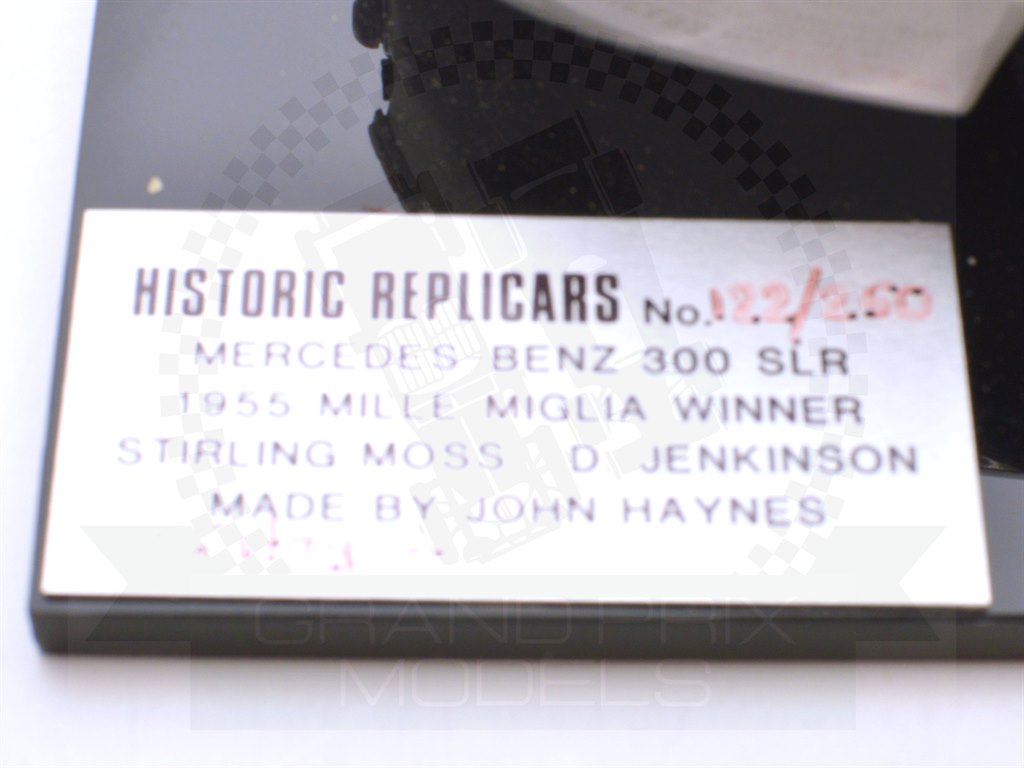 HISTORIC REPLICARS No. 122/250
MERCEDES BENZ 300 SLR
1955 MILLE MIGLIA WINNER
STIRLING MOSS D. JENKINSON
MADE BY JOHN HAYNES
GRAND PRIX
MODELS